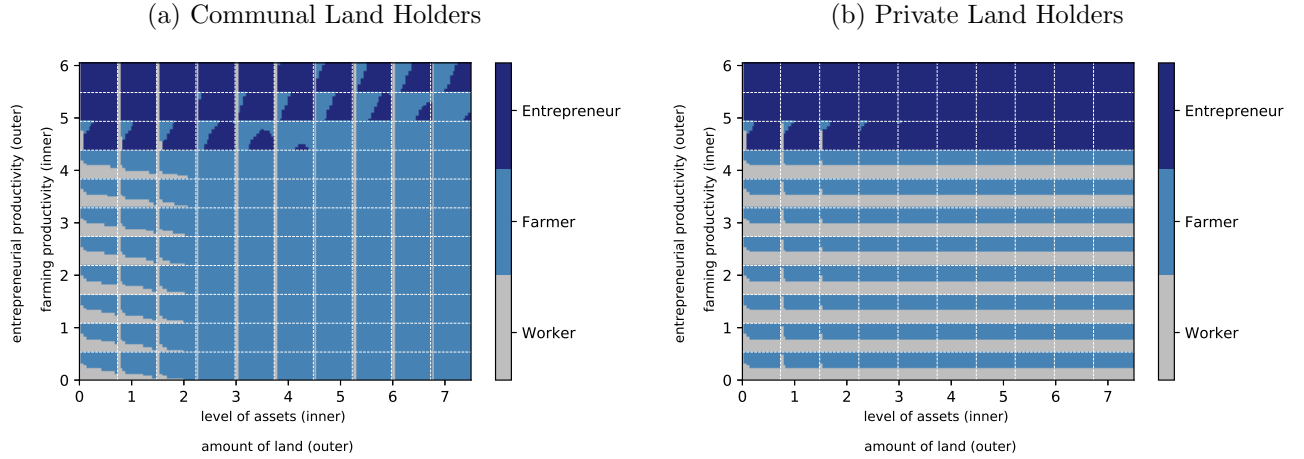 (a) Communal Land Holders
6
5
4
3
2
1
0
entrepreneurial productivity (outer)
farming productivity (inner)
0 1 2 3 4 5 6 7
level of assets (inner)
amount of land (outer)
Entrepreneur
Farmer
Worker
(b) Private Land Holders
6
5
4
3
2
1
0
entrepreneurial productivity (outer)
farming productivity (inner)
0 1 2 3 4 5 6 7
level of assets (inner)
amount of land (outer)
Entrepreneur
Farmer
Worker